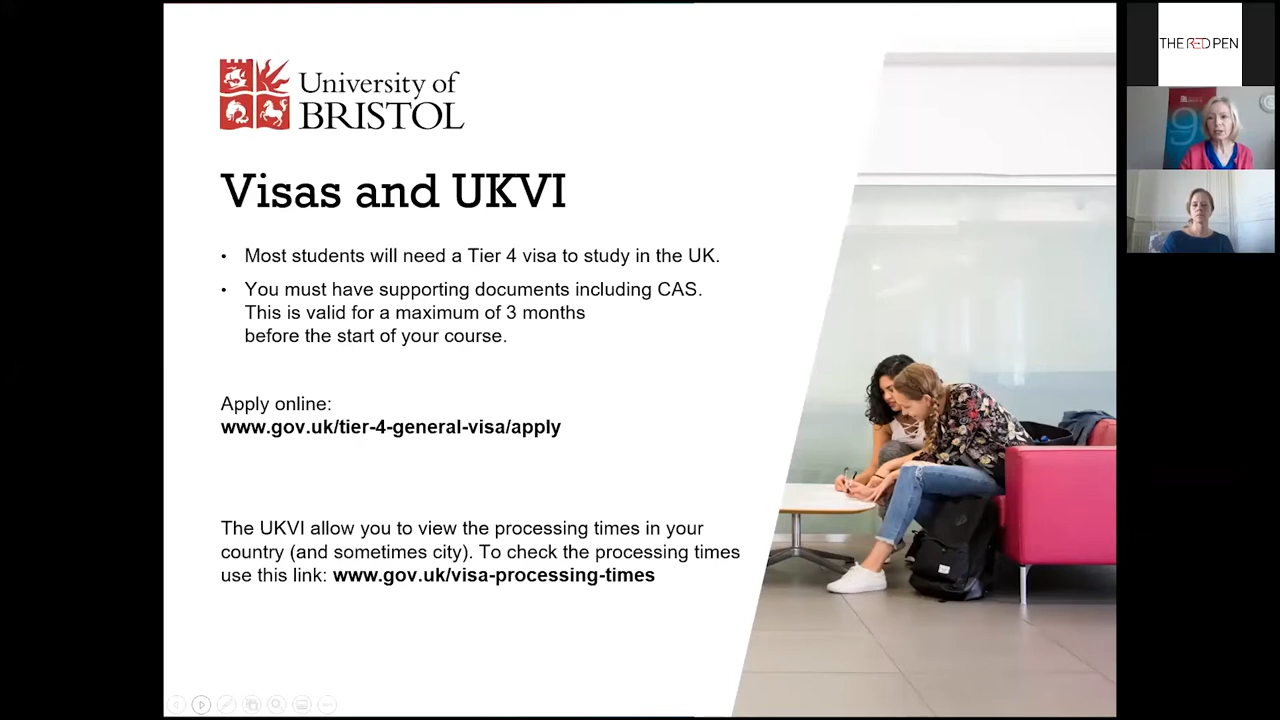 University of
BRISTOL
Visas and UKVI
• Most students will need a Tier 4 visa to study in the UK.
• You must have supporting documents including CAS.
This is valid for a maximum of 3 months
before the start of your course.
Apply online:
www.gov.uk/tier-4-general-visa/apply
The UKVI allow you to view the processing times in your
country (and sometimes city). To check the processing times
use this link: www.gov.uk/visa-processing-times
THE RED PEN